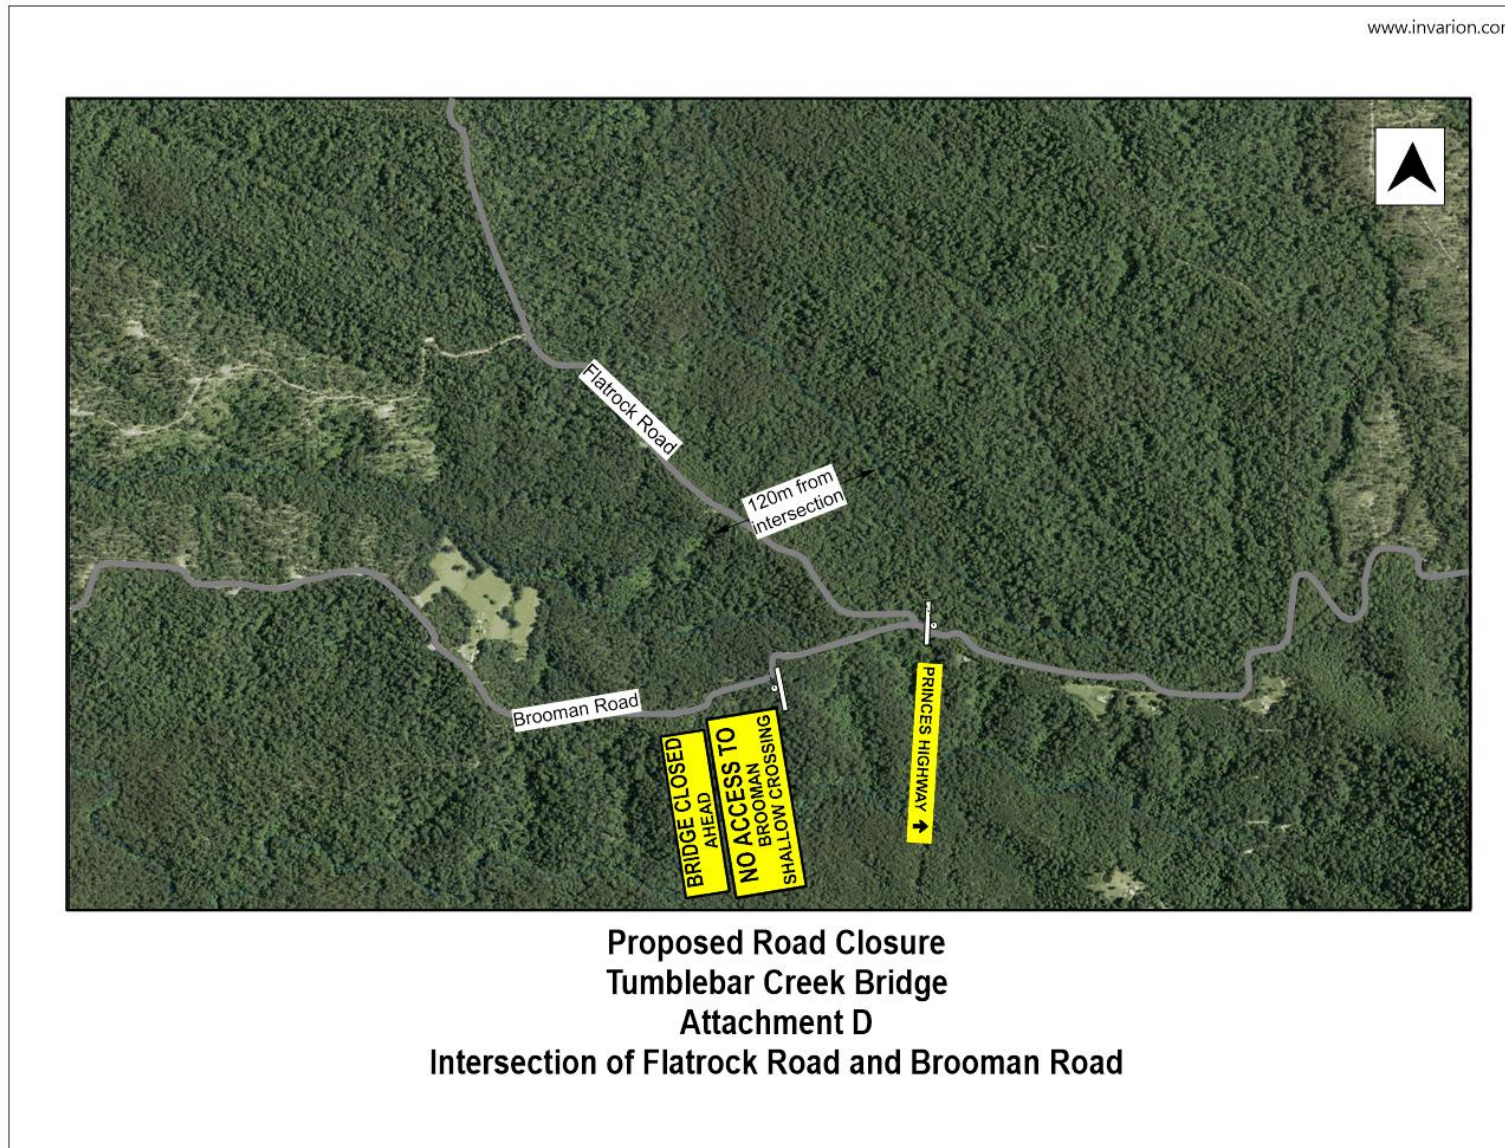 www.invarion.com
Flatrock Road
120m from
intersection
Brooman Road
BRIDGE CLOSED
AHEAD
NO ACCESS TO
BROOMAN
SHALLOW CROSSING
PRINCES HIGHWAY
Proposed Road Closure
Tumblebar Creek Bridge
Attachment D
Intersection of Flatrock Road and Brooman Road